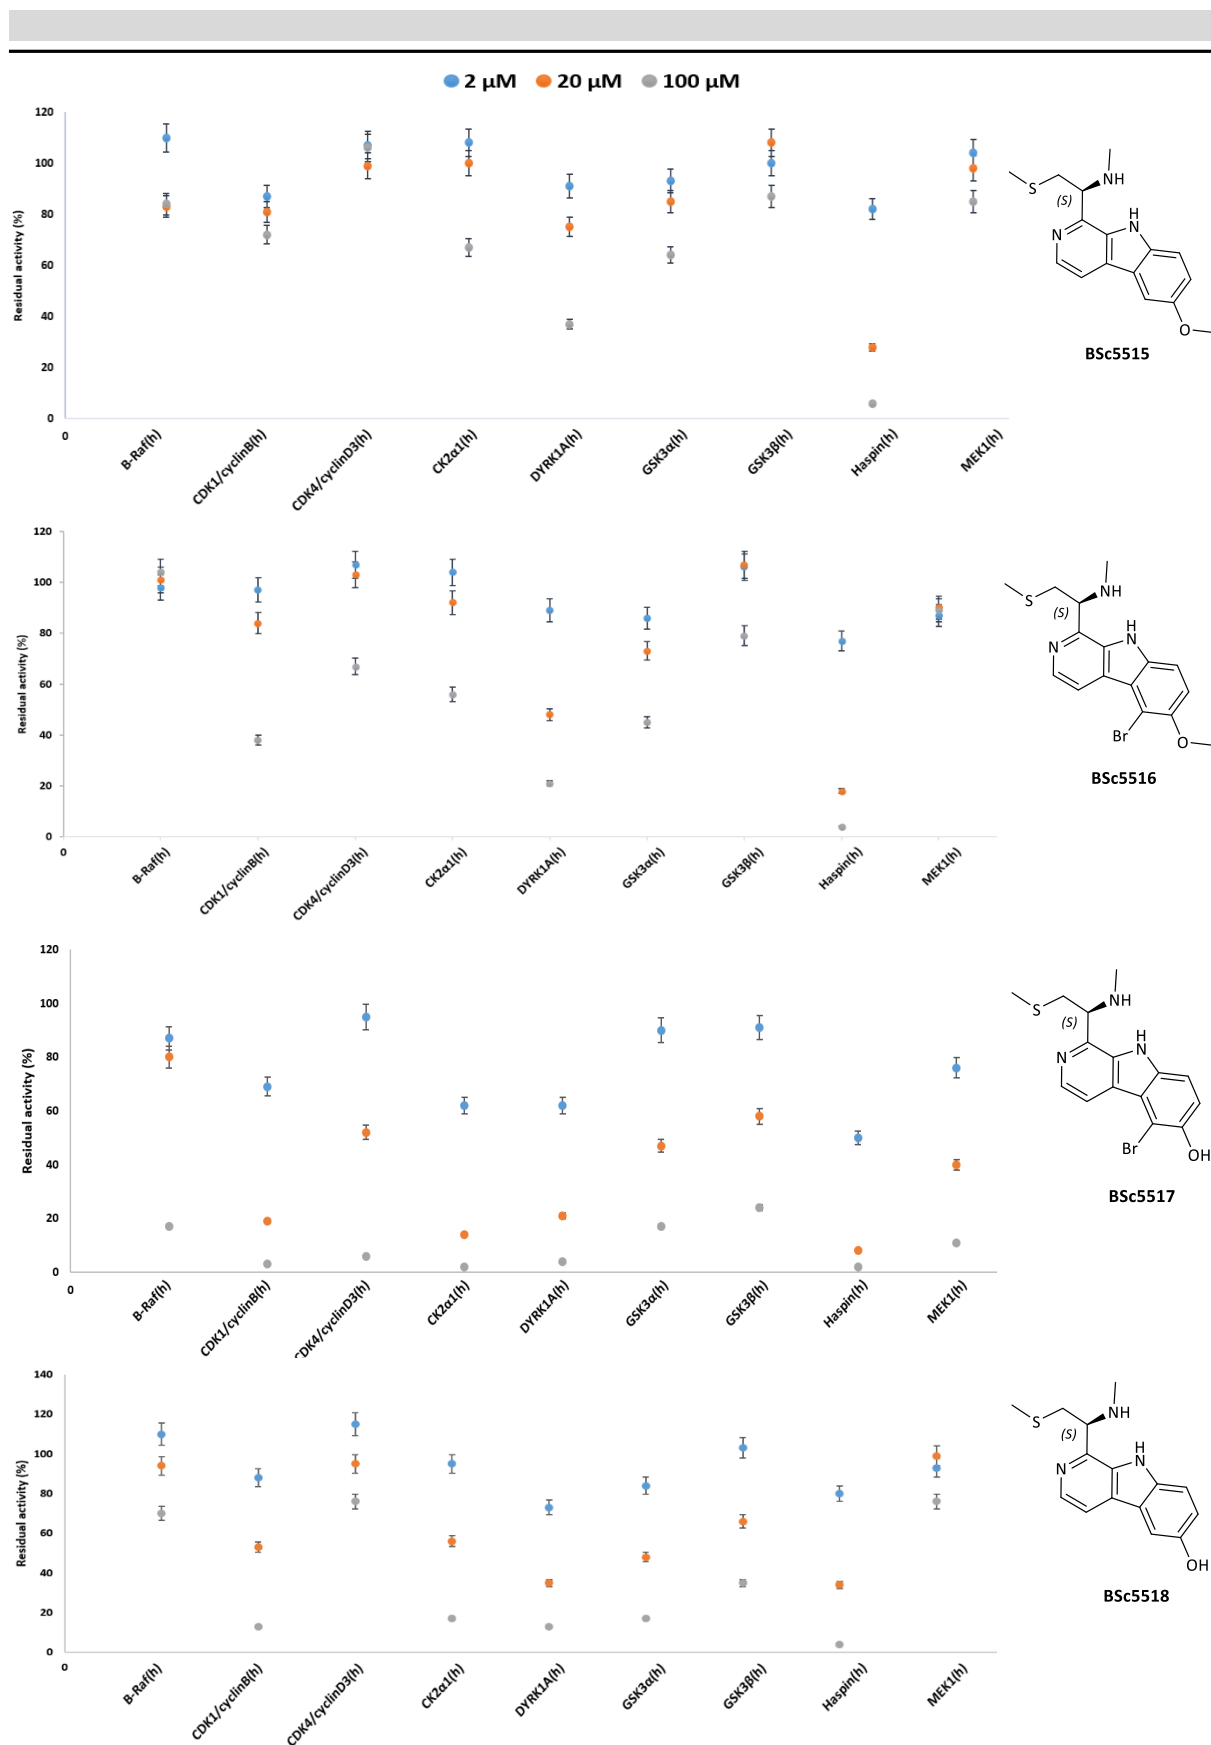 2 µM 20 µM 100 µM
120
100
80
60
40
20
0
0
Residual activity (%)
B-Raf(h) CDK1/cyclinB(h) CDK4/cyclinD3(h) CK2α1(h) DYRK1A(h) GSK3α(h) GSK3β(h) Haspin(h) MEK1(h)
S
NH
(S)
N
H
N
O
BSc5515
120
100
80
60
40
20
0
0
Residual activity (%)
B-Raf(h) CDK1/cyclinB(h) CDK4/cyclinD3(h) CK2α1(h) DYRK1A(h) GSK3α(h) GSK3β(h) Haspin(h) MEK1(h)
S
NH
(S)
N
H
N
Br
O
BSc5516
120
100
80
60
40
20
0
0
Residual activity (%)
B-Raf(h) CDK1/cyclinB(h) CDK4/cyclinD3(h) CK2α1(h) DYRK1A(h) GSK3α(h) GSK3β(h) Haspin(h) MEK1(h)
S
NH
(S)
N
H
N
Br
OH
BSc5517
140
120
100
80
60
40
20
0
0
Residual activity (%)
B-Raf(h) CDK1/cyclinB(h) CDK4/cyclinD3(h) CK2α1(h) DYRK1A(h) GSK3α(h) GSK3β(h) Haspin(h) MEK1(h)
S
NH
(S)
N
H
N
OH
BSc5518